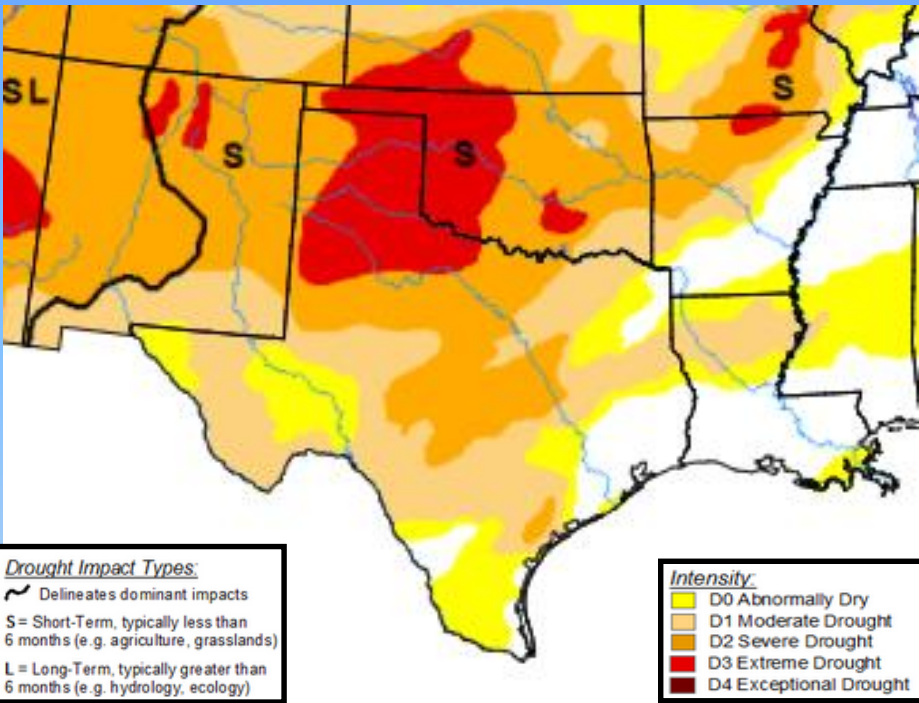 SL
S
S
S
Drought Impact Types:
Delineates dominant impacts
S = Short-Term, typically less than
6 months (e.g. agriculture, grasslands)
L = Long-Term, typically greater than
6 months (e.g. hydrology, ecology)
Intensity:
D0 Abnormally Dry
D1 Moderate Drought
D2 Severe Drought
D3 Extreme Drought
D4 Exceptional Drought